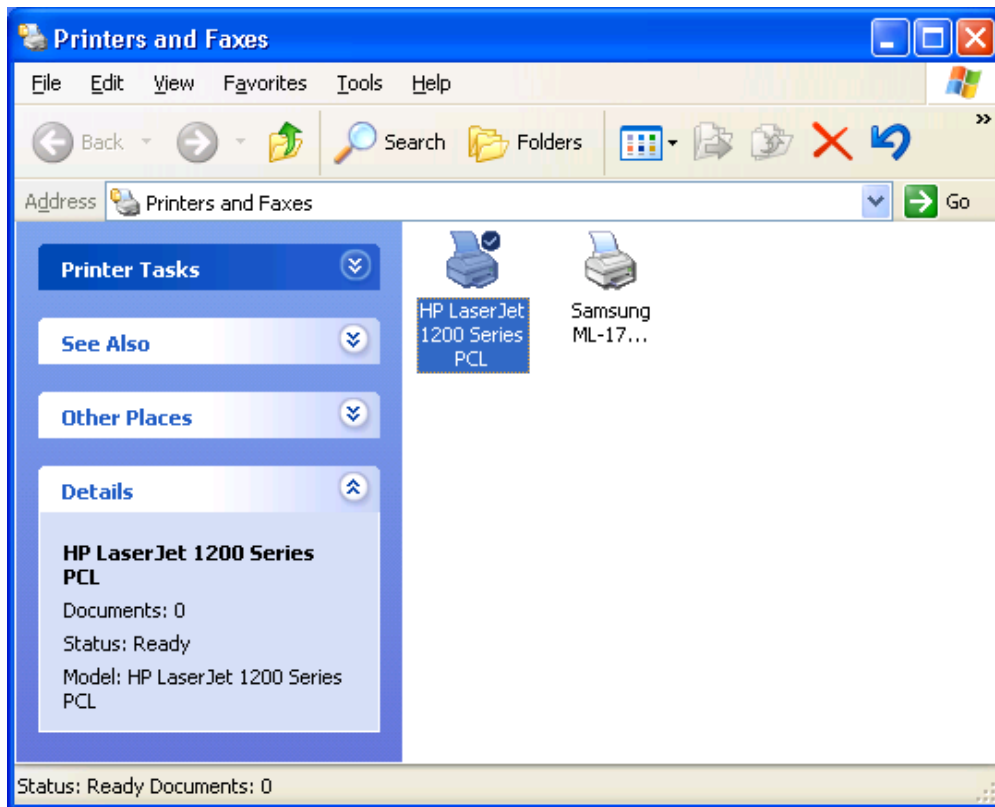 Printers and Faxes
File Edit View Favorites Tools Help
Back Search Folders »
Address Printers and Faxes Go
Printer Tasks
See Also
Other Places
Details
HP LaserJet 1200 Series
PCL
Documents: 0
Status: Ready
Model: HP LaserJet 1200 Series
PCL
HP LaserJet
1200 Series
PCL
Samsung
ML-17...
Status: Ready Documents: 0